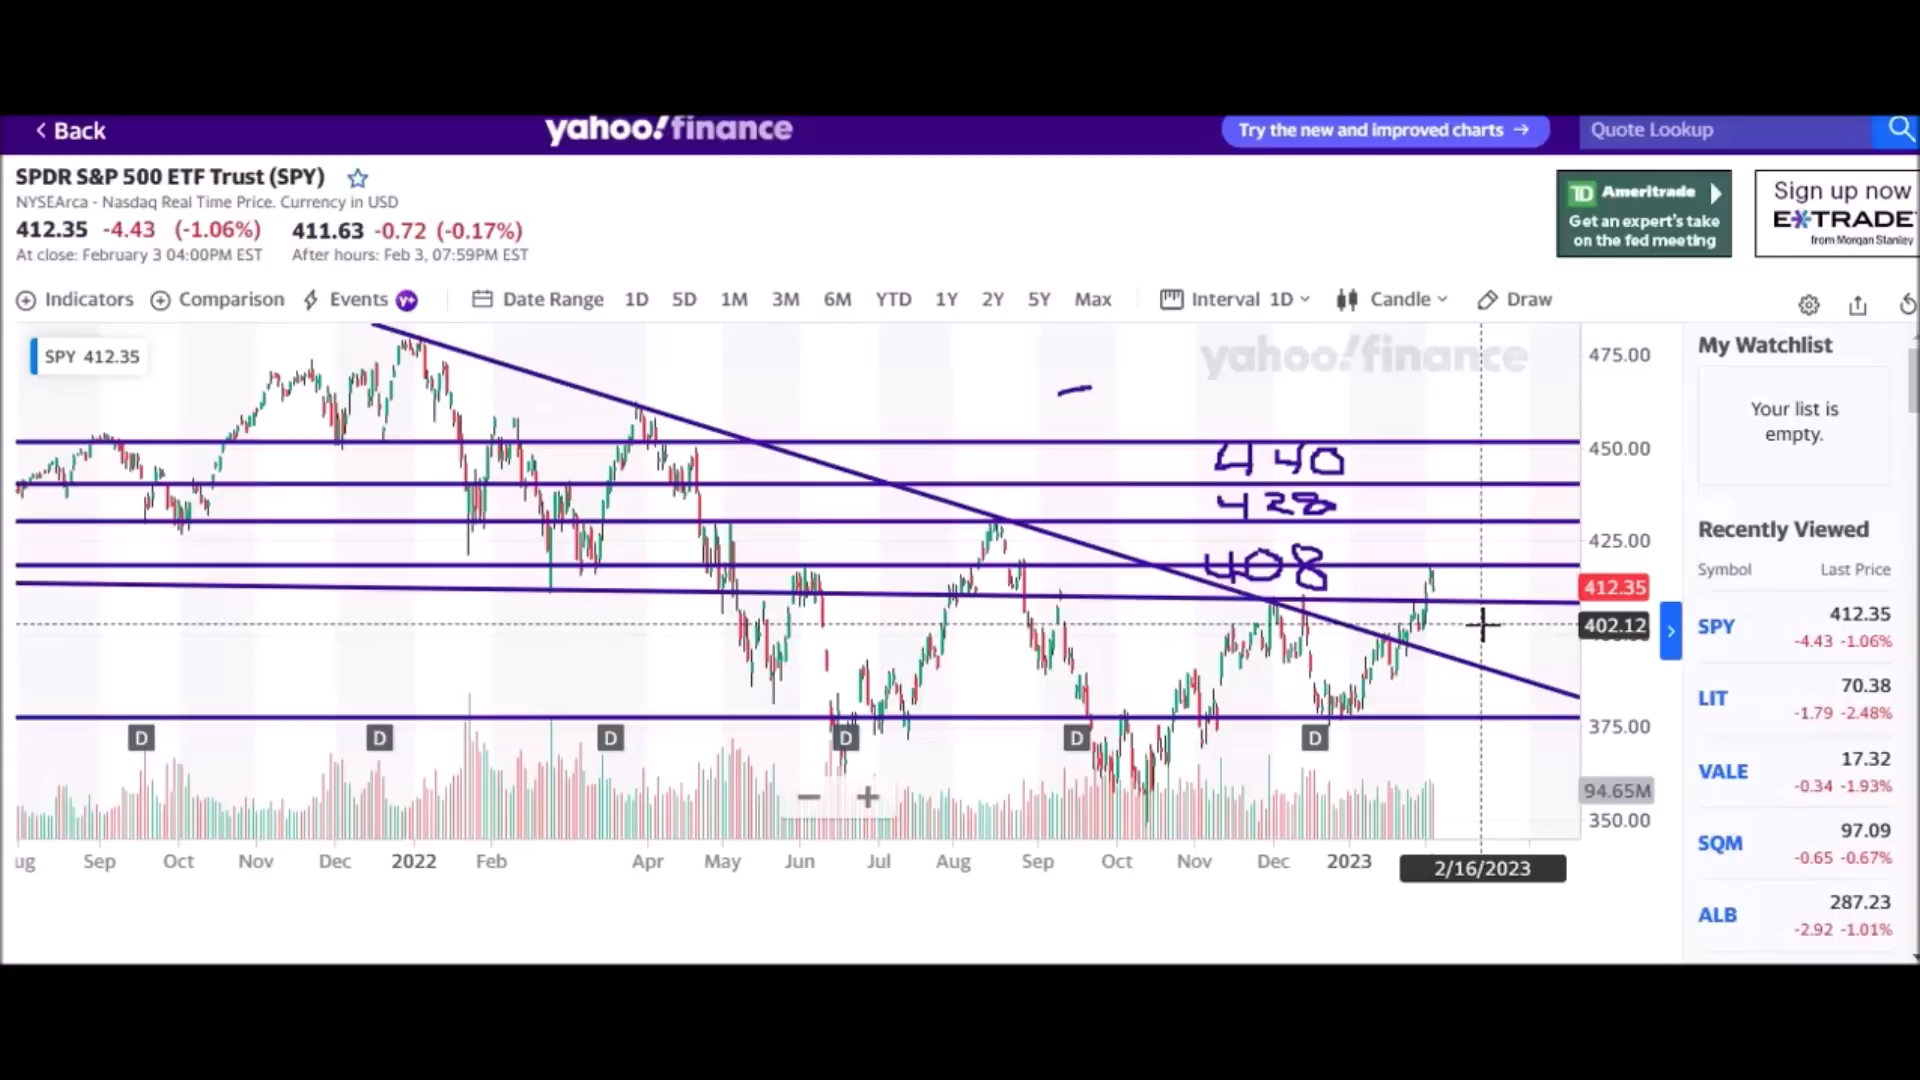 Back
yahoo!finance
Try the new and improved charts →
Quote Lookup
SPDR S&P 500 ETF Trust (SPY)
NYSEArca - Nasdaq Real Time Price. Currency in USD
412.35 -4.43 (-1.06%) 411.63 -0.72 (-0.17%)
At close: February 3 04:00PM EST After hours: Feb 3, 07:59PM EST
TD Ameritrade
Get an expert's take
on the fed meeting
Sign up now
E*TRADE
from Morgan Stanley
Indicators Comparison Events Y+ Date Range 1D 5D 1M 3M 6M YTD 1Y 2Y 5Y Max Interval 1D Candle Draw
SPY 412.35
yahoo!finance
475.00
450.00
440
428
425.00
408
412.35
402.12
375.00
D D D D D D
94.65M
350.00
ug Sep Oct Nov Dec 2022 Feb Apr May Jun Jul Aug Sep Oct Nov Dec 2023
2/16/2023
My Watchlist
Your list is
empty.
Recently Viewed
Symbol Last Price
SPY 412.35
-4.43 -1.06%
LIT 70.38
-1.79 -2.48%
VALE 17.32
-0.34 -1.93%
SQM 97.09
-0.65 -0.67%
ALB 287.23
-2.92 -1.01%